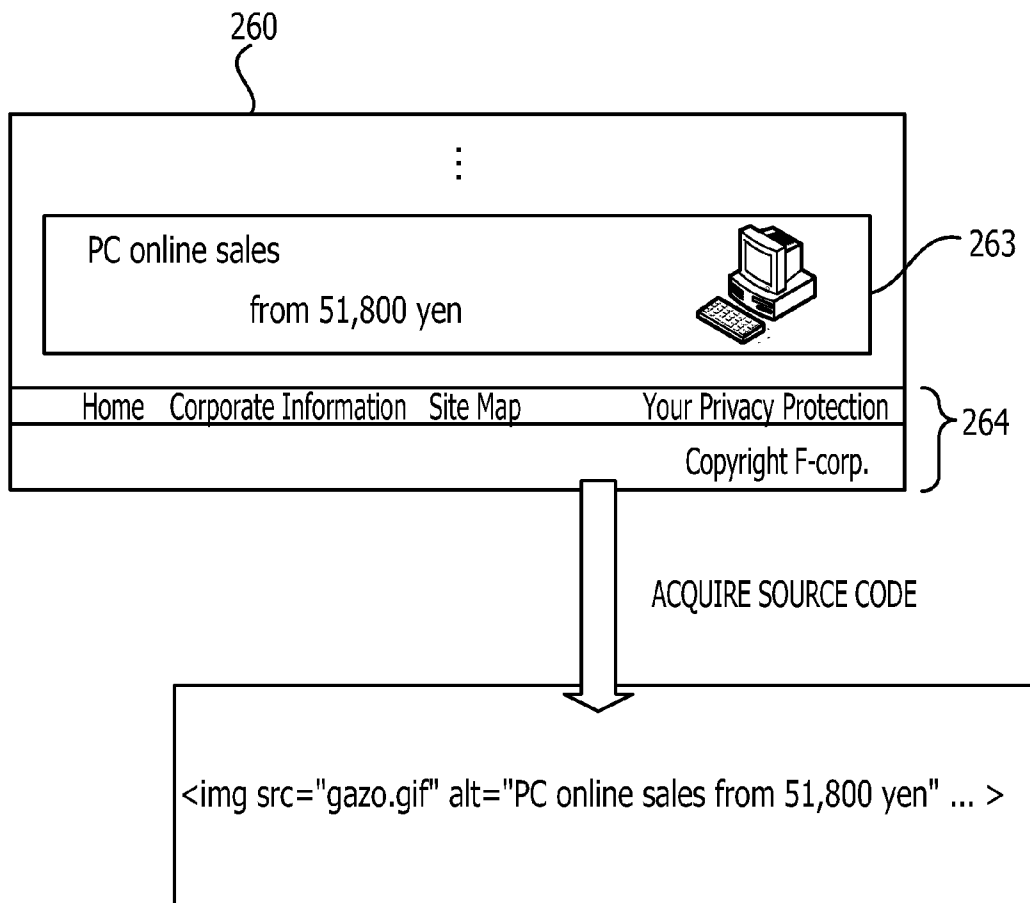 260
⋮
PC online sales
from 51,800 yen
263
Home Corporate Information Site Map Your Privacy Protection
264
Copyright F-corp.
ACQUIRE SOURCE CODE
<img src="gazo.gif" alt="PC online sales from 51,800 yen" ... >